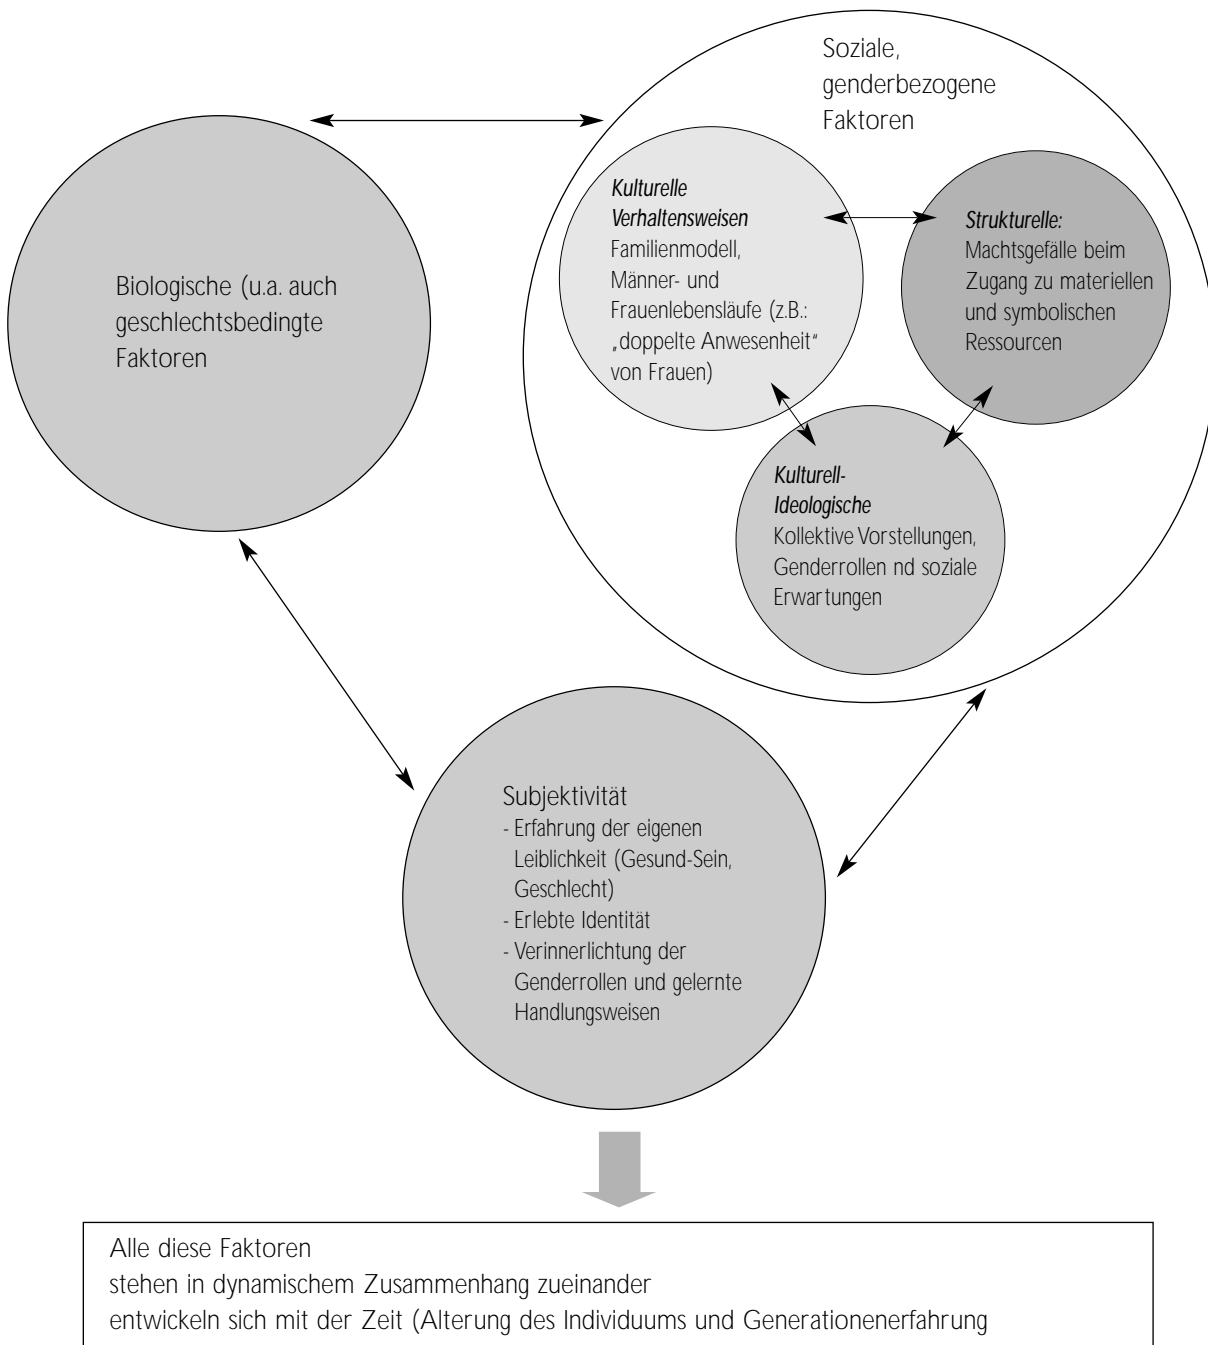 Soziale,
genderbezogene
Faktoren
Biologische (u.a. auch
geschlechtsbedingte
Faktoren
Kulturelle
Verhaltensweisen
Familienmodell,
Männer- und
Frauenlebensläufe (z.B.:
„doppelte Anwesenheit“
von Frauen)
Strukturelle:
Machtsgefälle beim
Zugang zu materiellen
und symbolischen
Ressourcen
Kulturell-
Ideologische
Kollektive Vorstellungen,
Genderrollen nd soziale
Erwartungen
Subjektivität
- Erfahrung der eigenen
Leiblichkeit (Gesund-Sein,
Geschlecht)
- Erlebte Identität
- Verinnerlichtung der
Genderrollen und gelernte
Handlungsweisen
Alle diese Faktoren
stehen in dynamischem Zusammenhang zueinander
entwickeln sich mit der Zeit (Alterung des Individuums und Generationenerfahrung